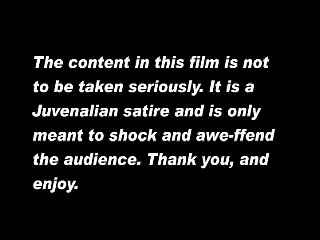 The content in this film is not
to be taken seriously. It is a
Juvenalian satire and is only
meant to shock and awe-ffend
the audience. Thank you, and
enjoy.